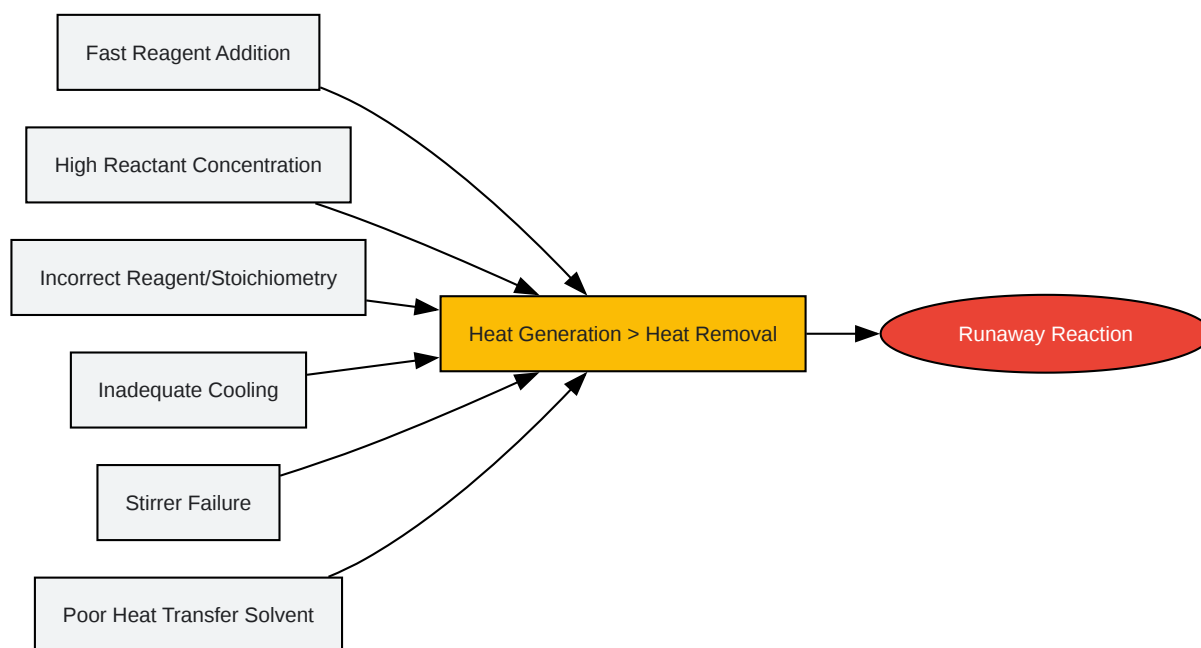 Fast Reagent Addition
High Reactant Concentration
Incorrect Reagent/Stoichiometry
Inadequate Cooling
Stirrer Failure
Poor Heat Transfer Solvent
Heat Generation > Heat Removal
Runaway Reaction